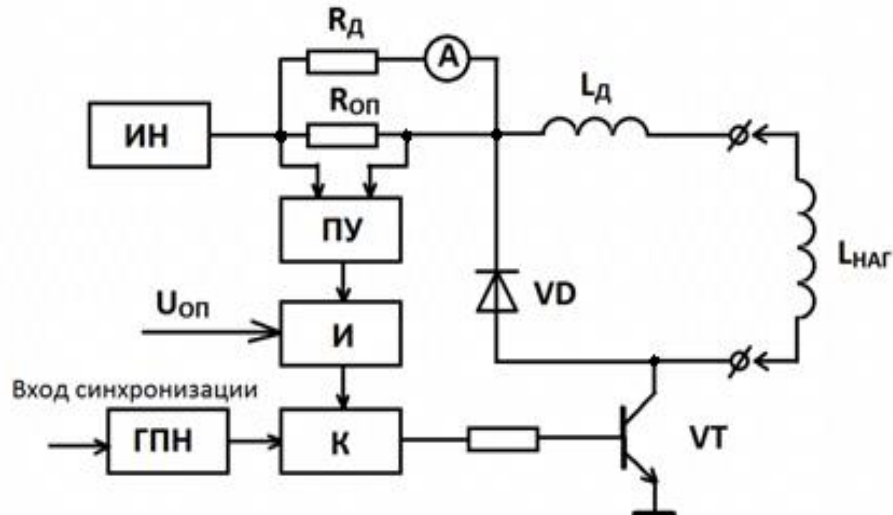 RД
A
RОП
LД
ИН
ПУ
LНАГ
VD
UОП
И
Вход синхронизации
ГПН
К
VT